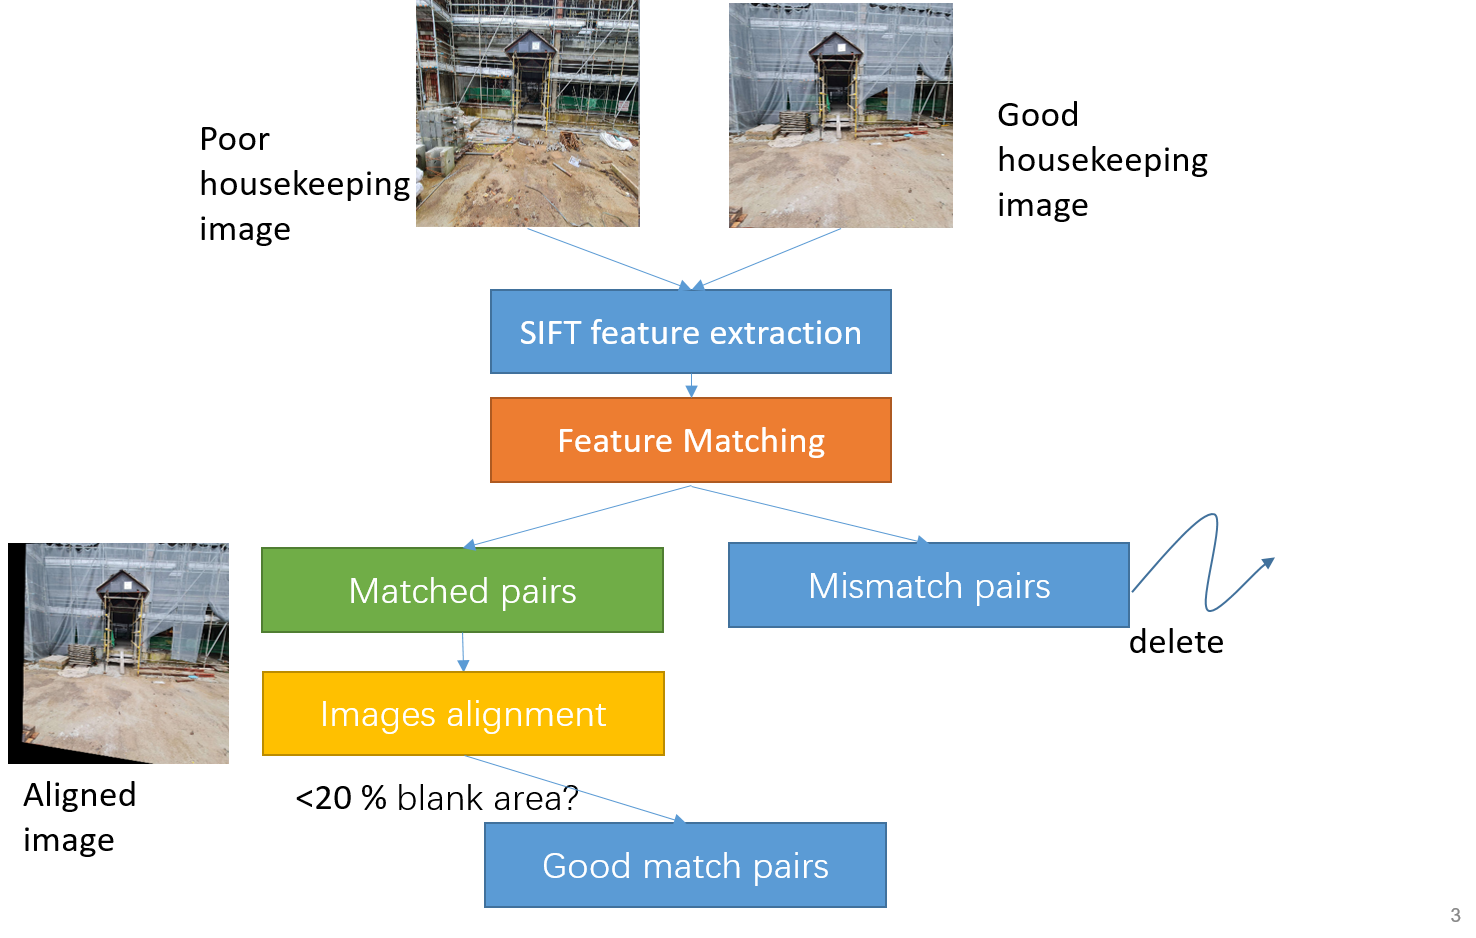 Poor
housekeeping
image
Good
housekeeping
image
SIFT feature extraction
Feature Matching
Matched pairs
Mismatch pairs
delete
Images alignment
Aligned
image
<20 % blank area?
Good match pairs
3